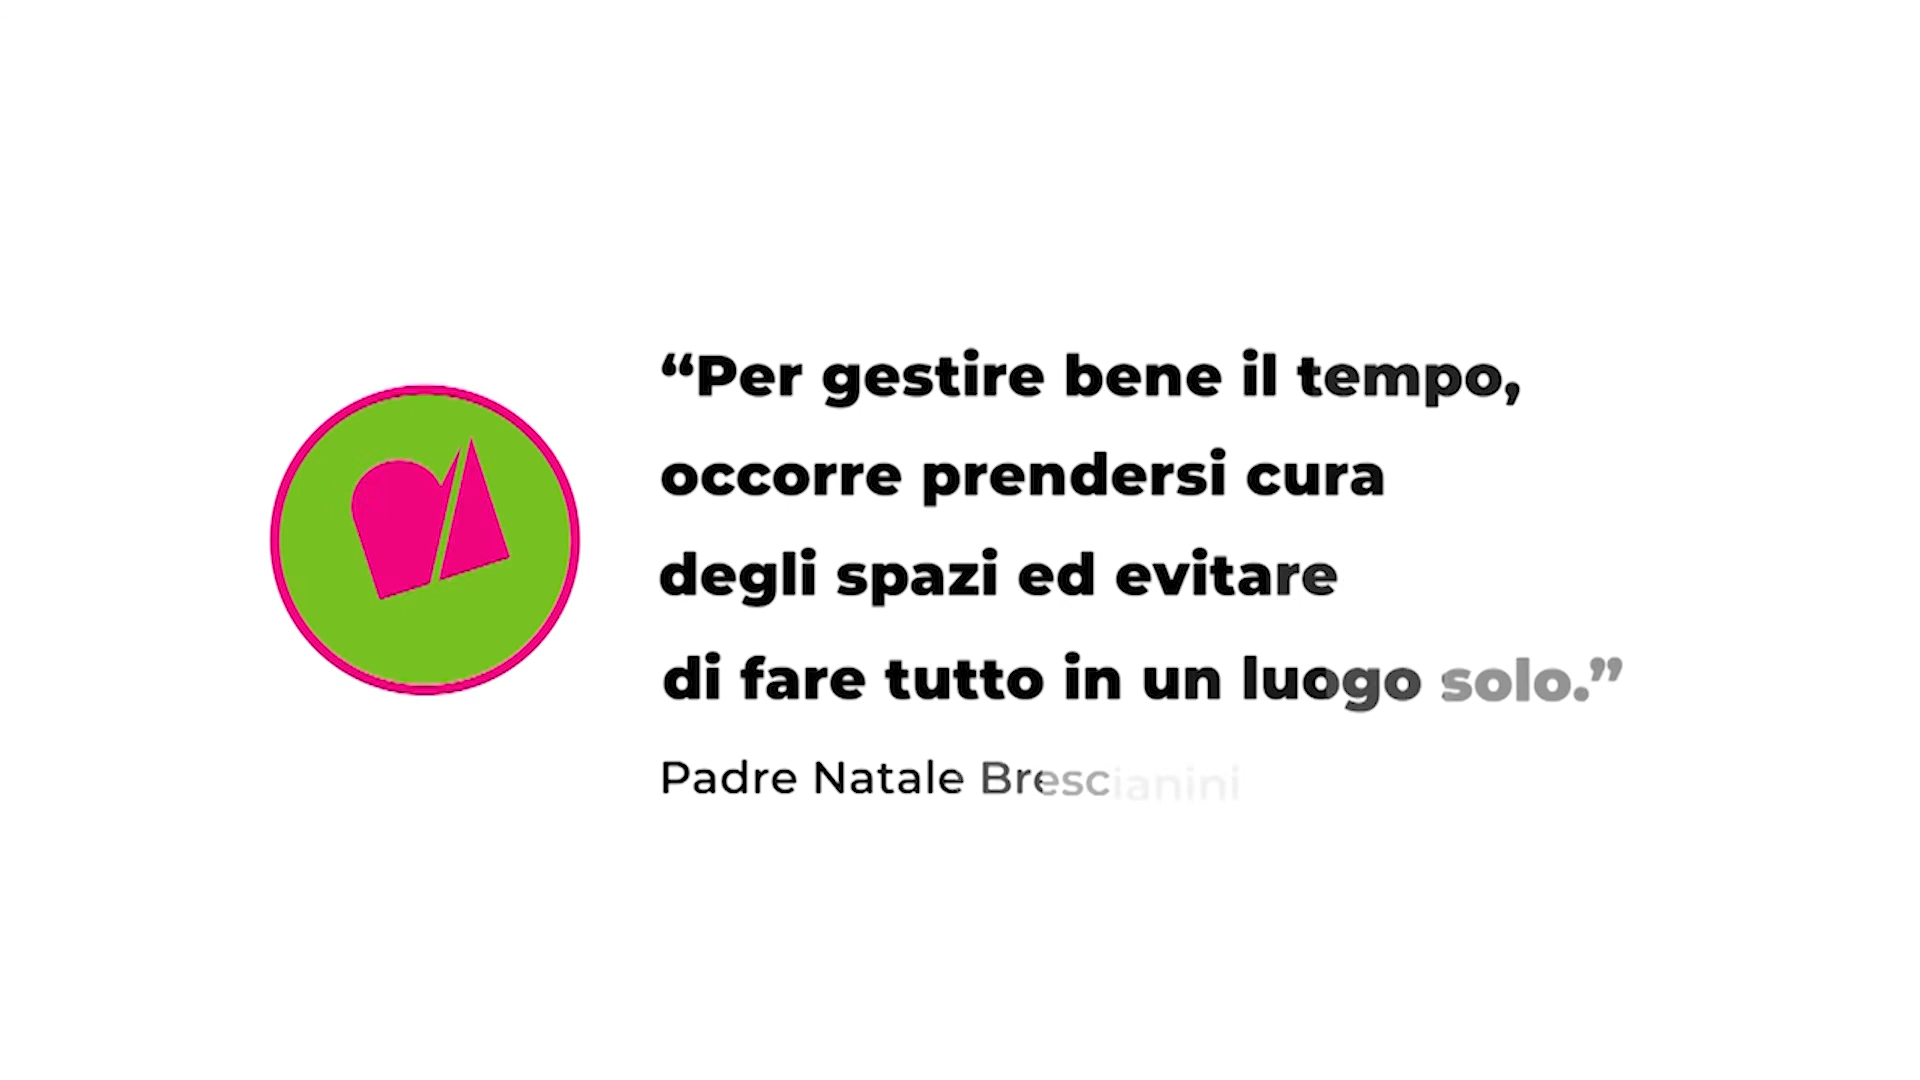 “Per gestire bene il tempo,
occorre prendersi cura
degli spazi ed evitare
di fare tutto in un luogo solo.”
Padre Natale Brescianini